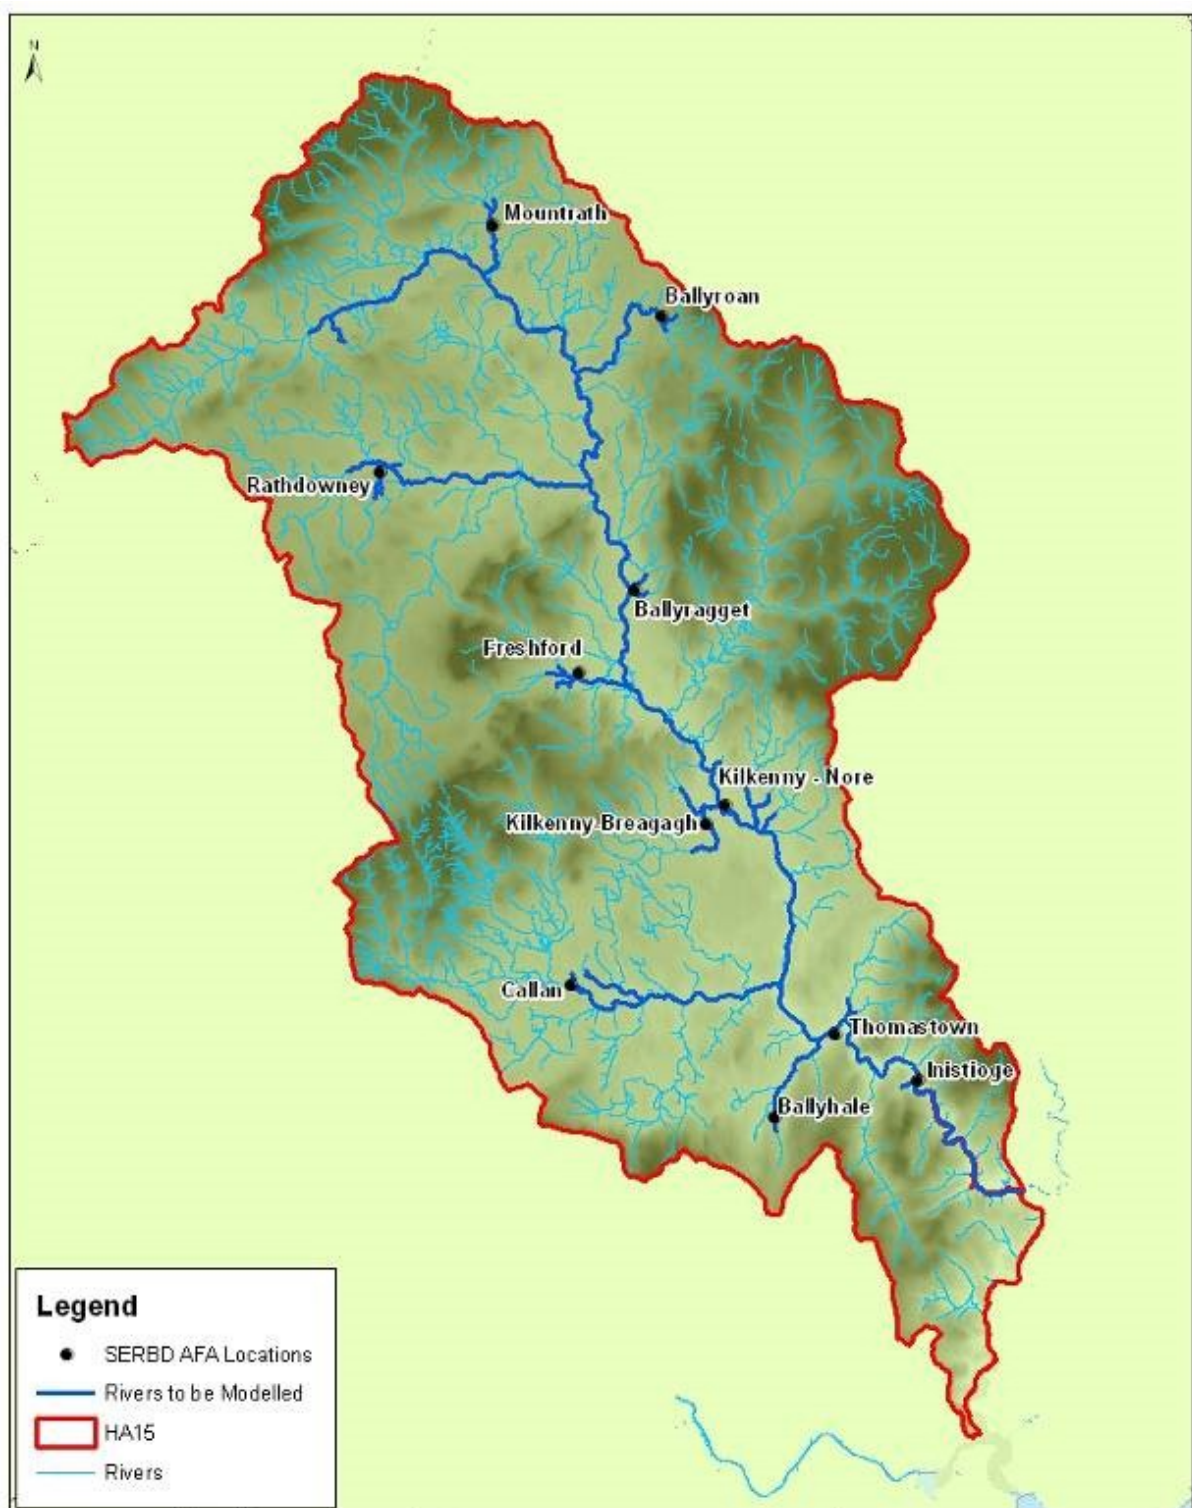 N
Mountrath
Ballyroan
Rathdowney
Ballyragget
Freshford
Kilkenny - Nore
Kilkenny-Breagagh
Callan
Thomastown
Inistioge
Ballyhale
Legend
SERBD AFA Locations
Rivers to be Modelled
HA15
Rivers